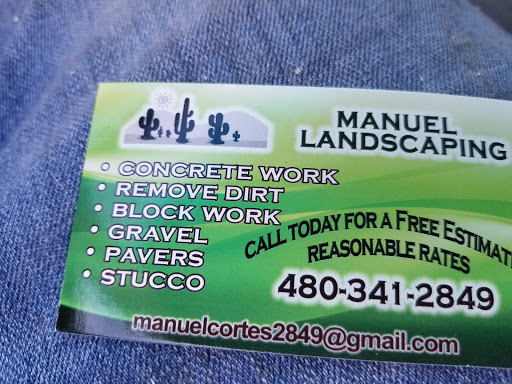 MANUEL
LANDSCAPING
• CONCRETE WORK
• REMOVE DIRT
• BLOCK WORK
• GRAVEL
• PAVERS
• STUCCO
CALL TODAY FOR A FREE ESTIMAT
REASONABLE RATES
480-341-2849
manuelcortes2849@gmail.com